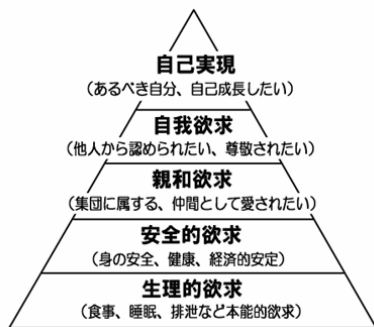 自己実現
（あるべき自分、自己成長したい）
自我欲求
（他人から認められたい、尊敬されたい）
親和欲求
（集団に属する、仲間として愛されたい）
安全的欲求
（身の安全、健康、経済的安定）
生理的欲求
（食事、睡眠、排泄など本能的欲求）